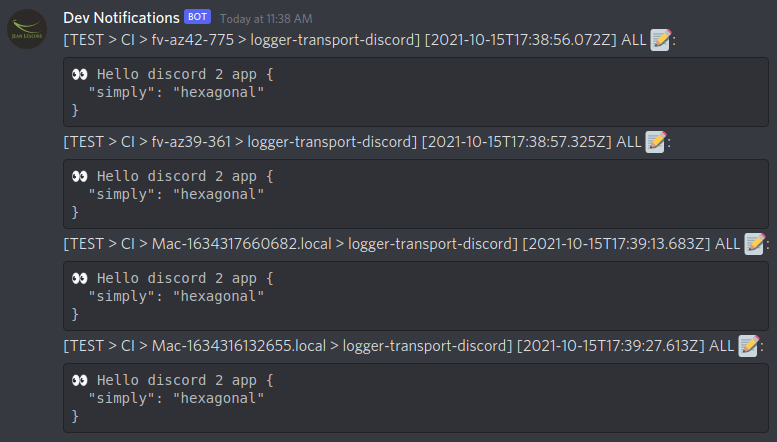 Dev Notifications BOT Today at 11:38 AM
JEAN LESCURE
[TEST > CI > fv-az42-775 > logger-transport-discord] [2021-10-15T17:38:56.072Z] ALL 📝:
👀 Hello discord 2 app {
  "simply": "hexagonal"
}
[TEST > CI > fv-az39-361 > logger-transport-discord] [2021-10-15T17:38:57.325Z] ALL 📝:
👀 Hello discord 2 app {
  "simply": "hexagonal"
}
[TEST > CI > Mac-1634317660682.local > logger-transport-discord] [2021-10-15T17:39:13.683Z] ALL 📝:
👀 Hello discord 2 app {
  "simply": "hexagonal"
}
[TEST > CI > Mac-1634316132655.local > logger-transport-discord] [2021-10-15T17:39:27.613Z] ALL 📝:
👀 Hello discord 2 app {
  "simply": "hexagonal"
}